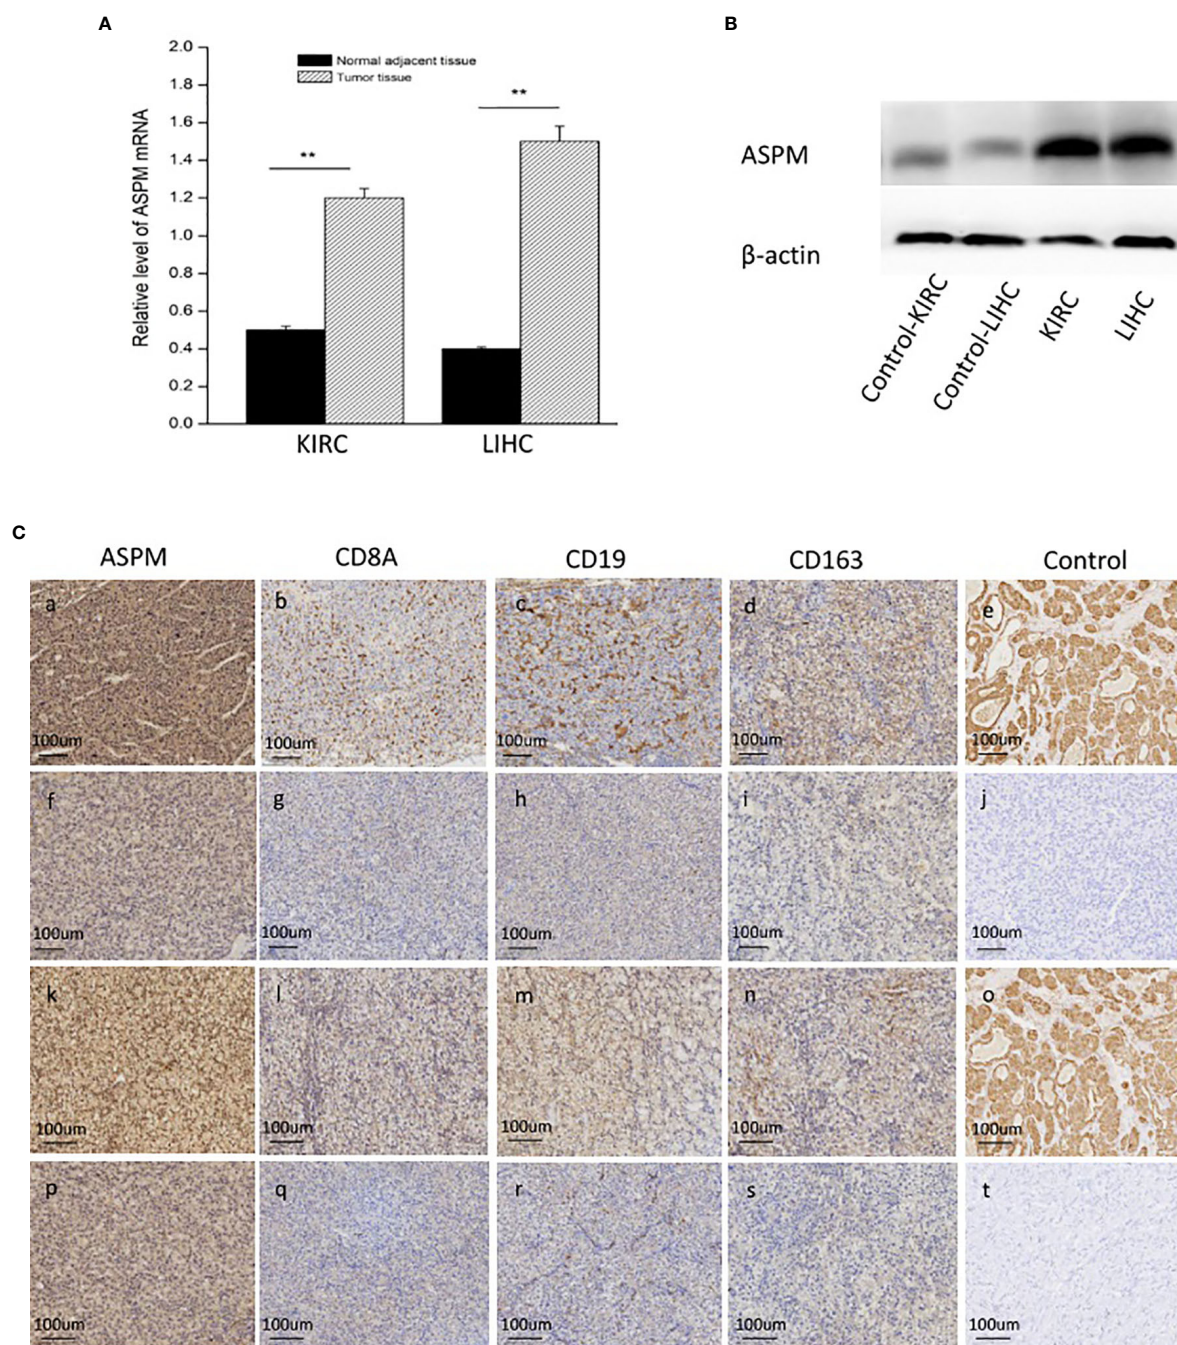 A
B
2.0
1.8
1.6
1.4
1.2
1.0
0.8
0.6
0.4
0.2
0.0
Relative level of ASPM mRNA
Normal adjacent tissue
Tumor tissue
**
**
KIRC
LIHC
ASPM
β-actin
Control-KIRC
Control-LIHC
KIRC
LIHC
C
ASPM CD8A CD19 CD163 Control
a b c d e
100um 100um 100um 100um 100um
f g h i j
100um 100um 100um 100um 100um
k l m n o
100um 100um 100um 100um 100um
p q r s t
100um 100um 100um 100um 100um